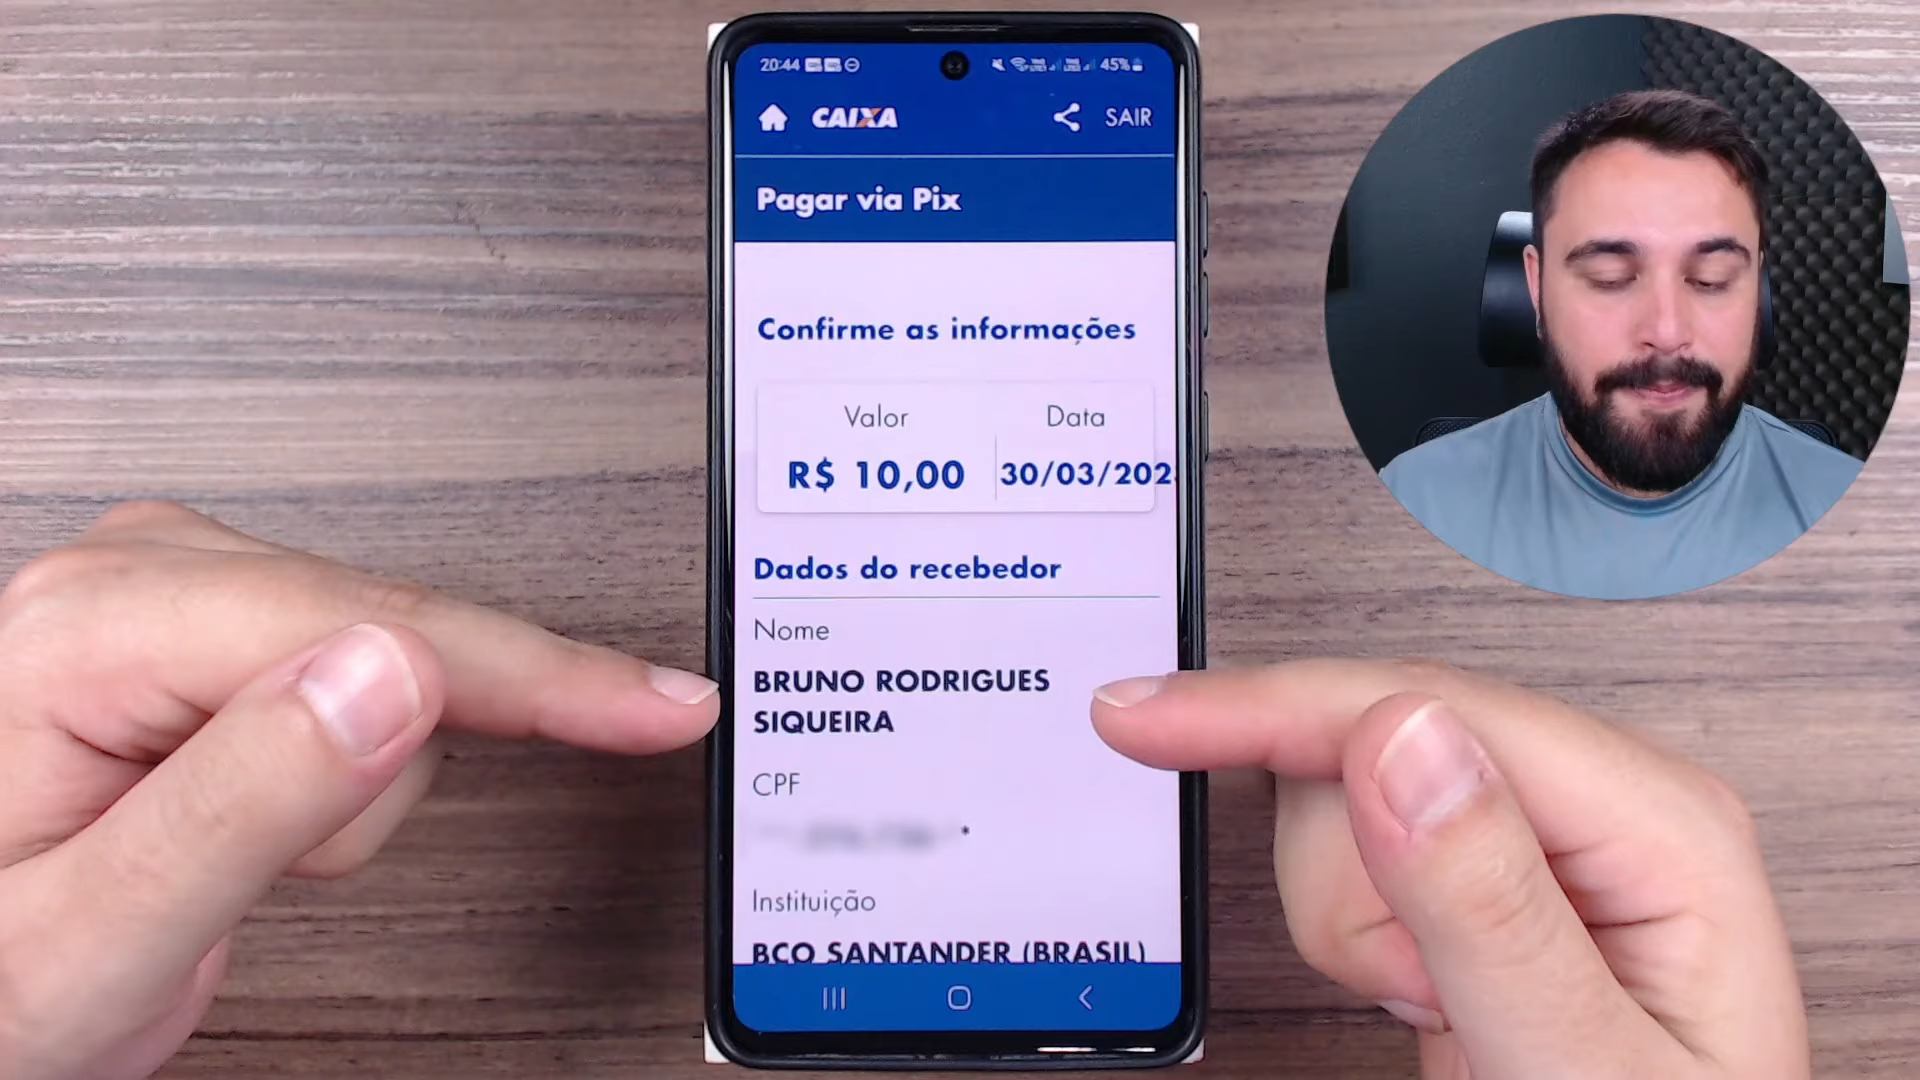 20:44
45%
CAIXA
SAIR
Pagar via Pix
Confirme as informações
Valor
Data
R$ 10,00
30/03/202
Dados do recebedor
Nome
BRUNO RODRIGUES
SIQUEIRA
CPF
*
Instituição
BCO SANTANDER (BRASIL)